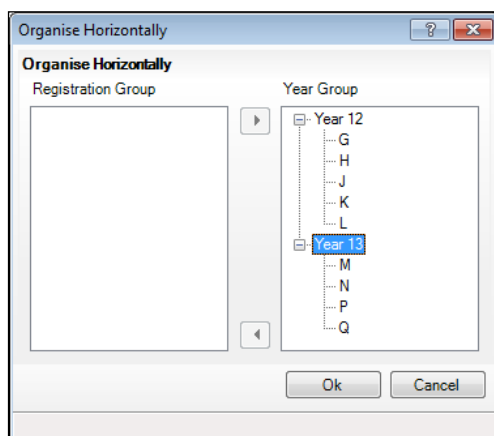 Organise Horizontally
Organise Horizontally
Registration Group
Year Group
Year 12
G
H
J
K
L
Year 13
M
N
P
Q
Ok
Cancel